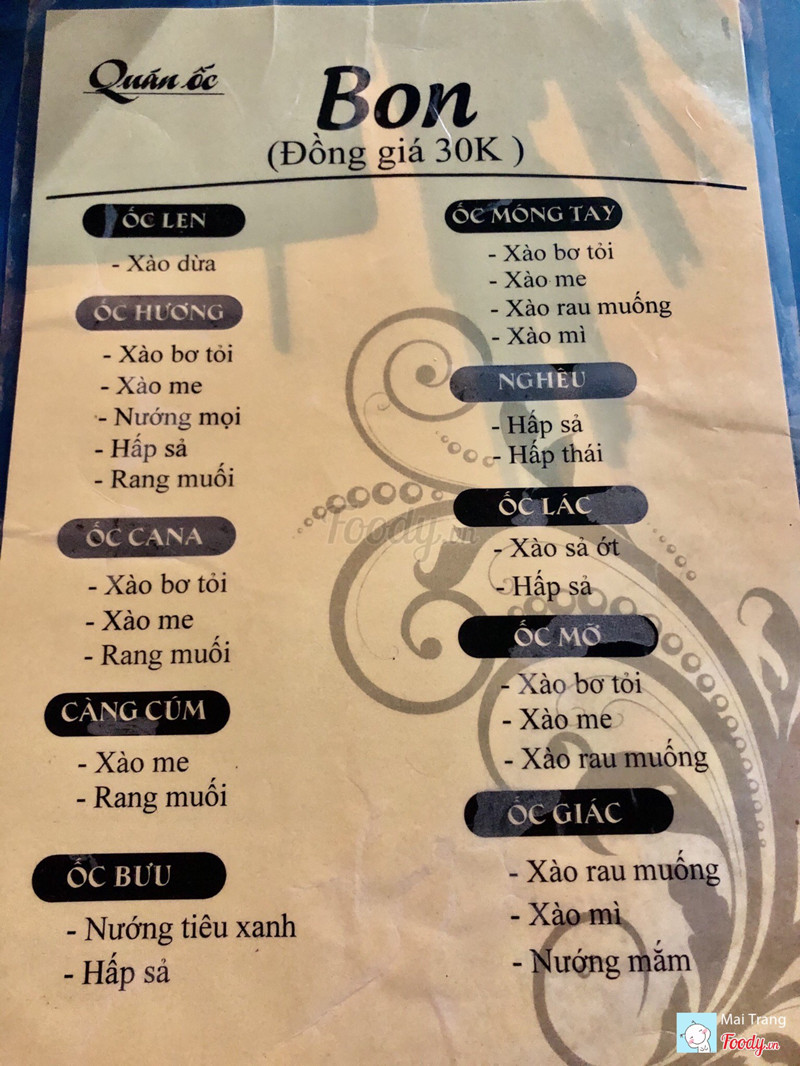 Quán ốc
Bon
(Đồng giá 30K )
ỐC LEN
- Xào dừa
ỐC HƯƠNG
- Xào bơ tỏi
- Xào me
- Nướng mọi
- Hấp sả
- Rang muối
ỐC CANA
- Xào bơ tỏi
- Xào me
- Rang muối
CÀNG CÚM
- Xào me
- Rang muối
ỐC BƯU
- Nướng tiêu xanh
- Hấp sả
ỐC MÓNG TAY
- Xào bơ tỏi
- Xào me
- Xào rau muống
- Xào mì
NGHÊU
- Hấp sả
- Hấp thái
ỐC LÁC
- Xào sả ớt
- Hấp sả
ỐC MỠ
- Xào bơ tỏi
- Xào me
- Xào rau muống
ỐC GIÁC
- Xào rau muống
- Xào mì
- Nướng mắm
Foody.vn
Mai Trang
Foody.vn